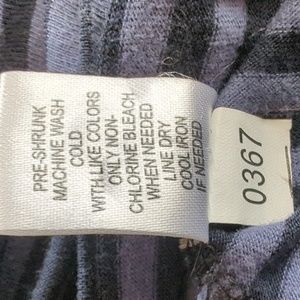 PRE-SHRUNK
MACHINE WASH
COLD
WITH LIKE COLORS
ONLY NON-
CHLORINE BLEACH
WHEN NEEDED
LINE DRY
COOL IRON
IF NEEDED
0367